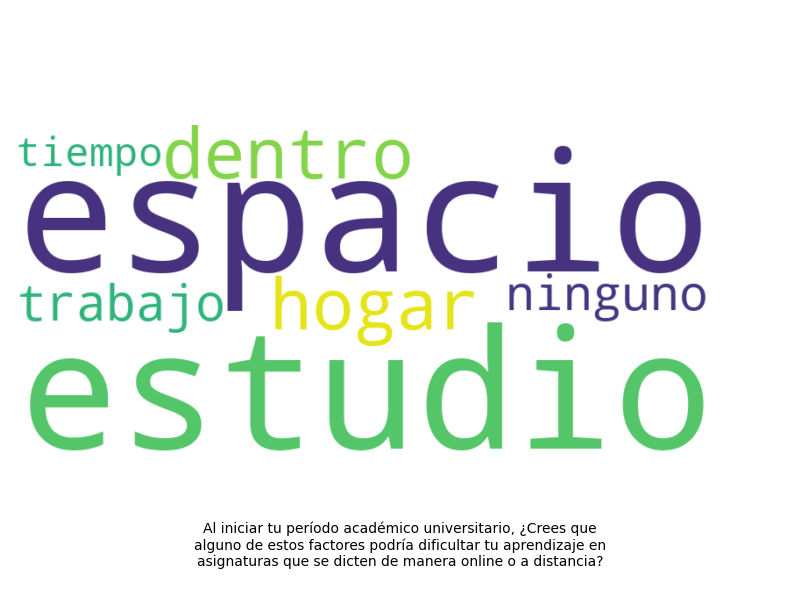 tiempo dentro
espacio
trabajo hogar ninguno
estudio
Al iniciar tu período académico universitario, ¿Crees que
alguno de estos factores podría dificultar tu aprendizaje en
asignaturas que se dicten de manera online o a distancia?